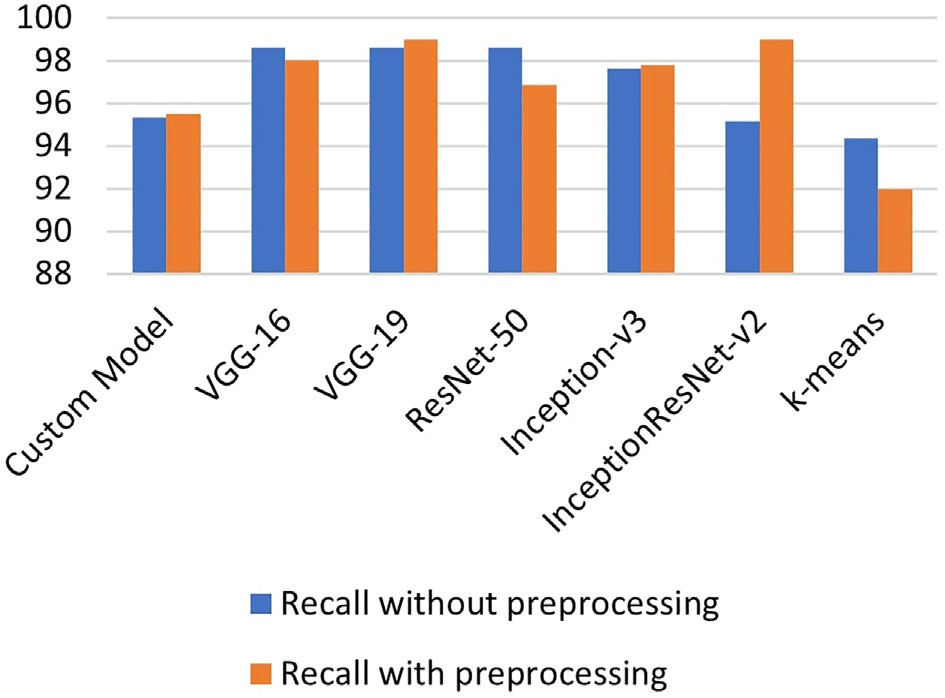 100
98
96
94
92
90
88
Custom Model
VGG-16
VGG-19
ResNet-50
Inception-v3
InceptionResNet-v2
k-means
Recall without preprocessing
Recall with preprocessing